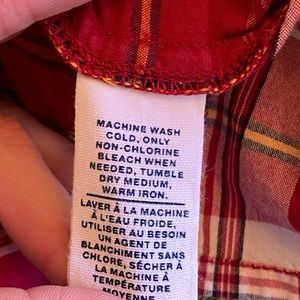 MACHINE WASH
COLD, ONLY
NON-CHLORINE
BLEACH WHEN
NEEDED, TUMBLE
DRY MEDIUM,
WARM IRON.
LAVER À LA MACHINE
À L'EAU FROIDE,
UTILISER AU BESOIN
UN AGENT DE
BLANCHIMENT SANS
CHLORE, SÉCHER À
LA MACHINE À
TEMPÉRATURE
MOYENNE